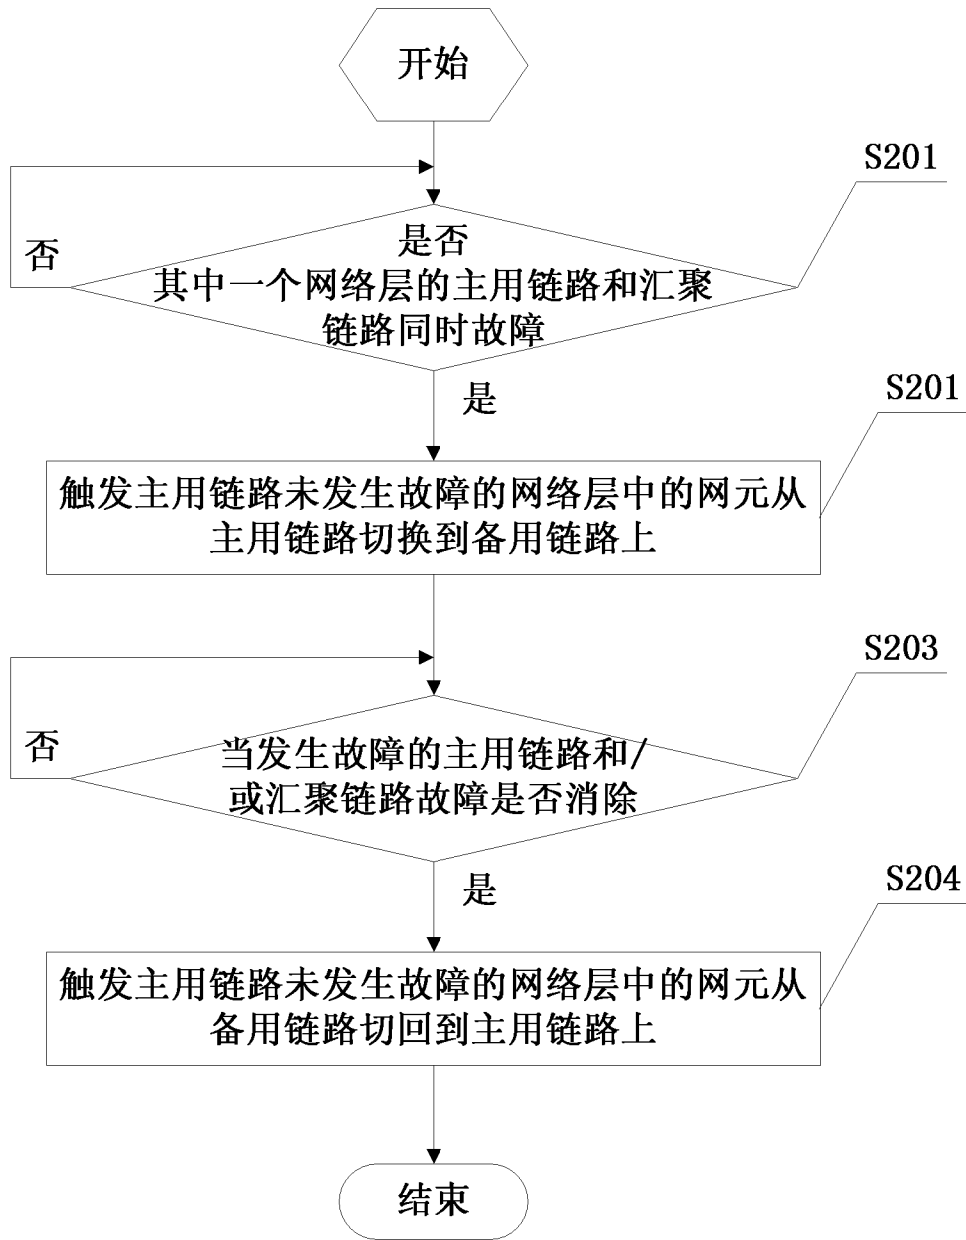 开始
S201
否
是否
其中一个网络层的主用链路和汇聚
链路同时故障
是
S201
触发主用链路未发生故障的网络层中的网元从
主用链路切换到备用链路上
S203
否
当发生故障的主用链路和/
或汇聚链路故障是否消除
是
S204
触发主用链路未发生故障的网络层中的网元从
备用链路切回到主用链路上
结束